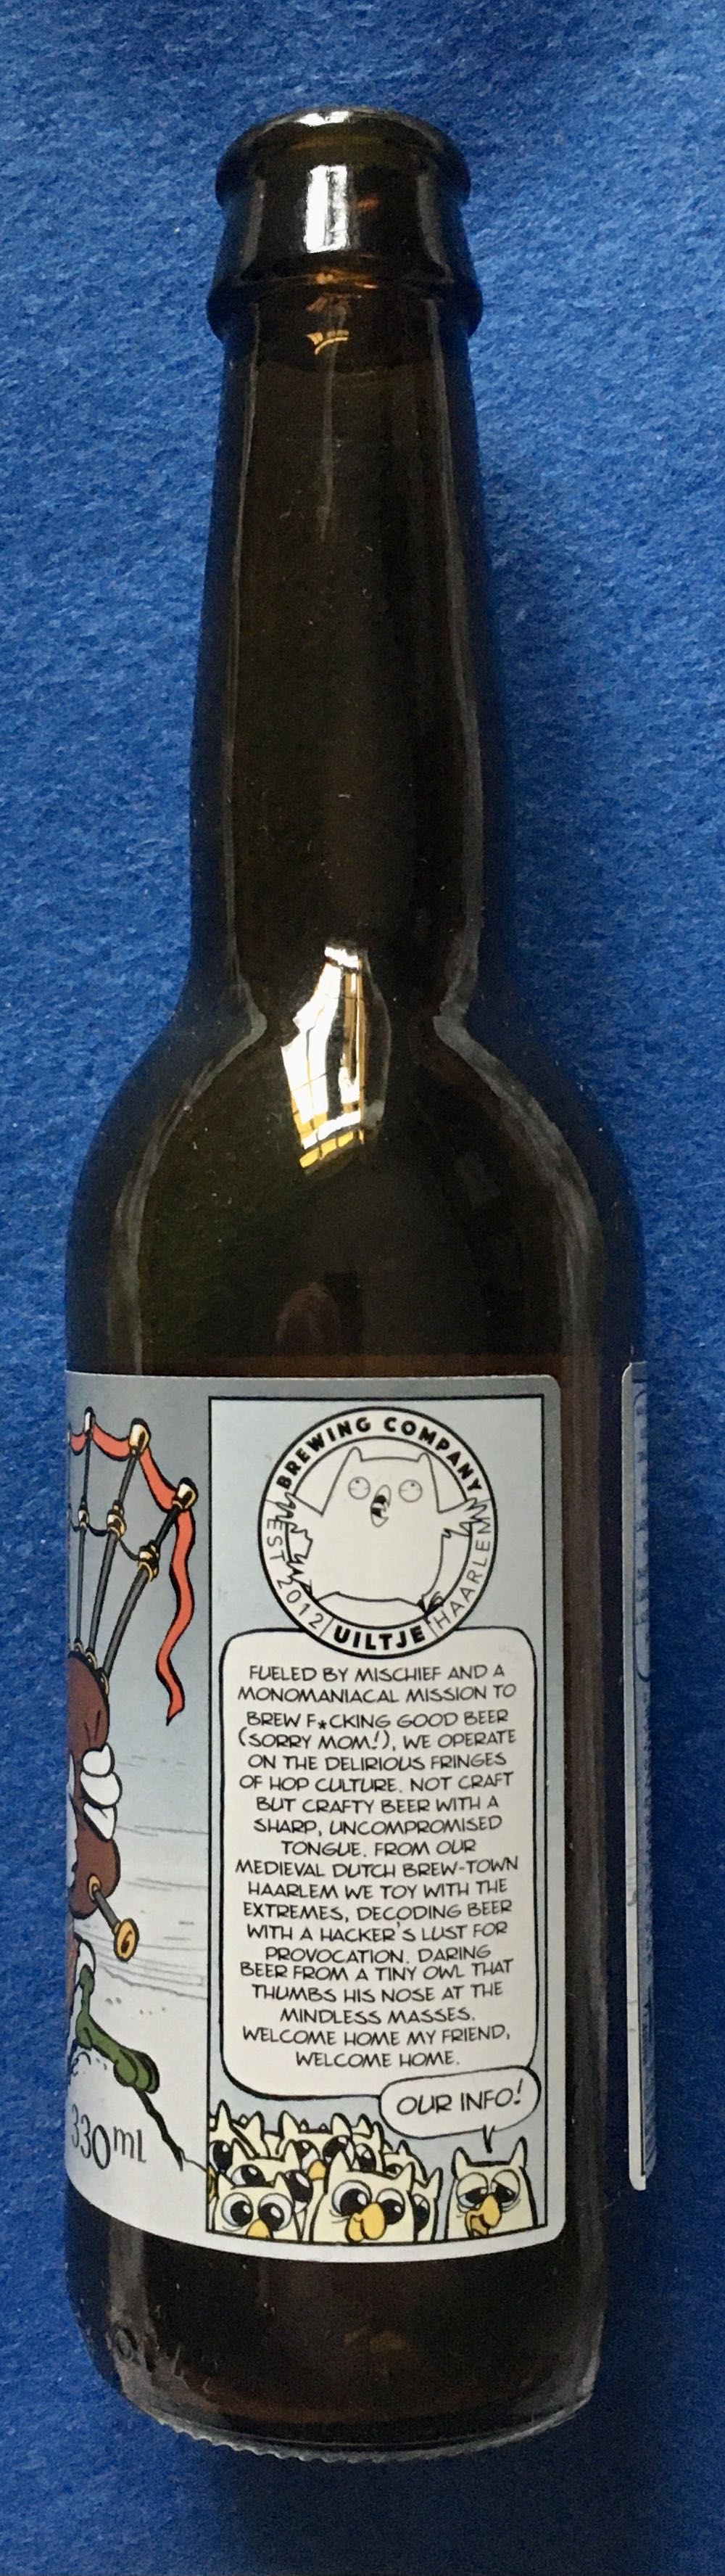 BREWING COMPANY
EST 2012 | UILTJE | HAARLEM
FUELED BY MISCHIEF AND A
MONOMANIACAL MISSION TO
BREW F*CKING GOOD BEER
(SORRY MOM!), WE OPERATE
ON THE DELIRIOUS FRINGES
OF HOP CULTURE. NOT CRAFT
BUT CRAFTY BEER WITH A
SHARP, UNCOMPROMISED
TONGUE. FROM OUR
MEDIEVAL DUTCH BREW-TOWN
HAARLEM WE TOY WITH THE
EXTREMES, DECODING BEER
WITH A HACKER'S LUST FOR
PROVOCATION. DARING
BEER FROM A TINY OWL THAT
THUMBS HIS NOSE AT THE
MINDLESS MASSES.
WELCOME HOME MY FRIEND,
WELCOME HOME.
OUR INFO!
330ml